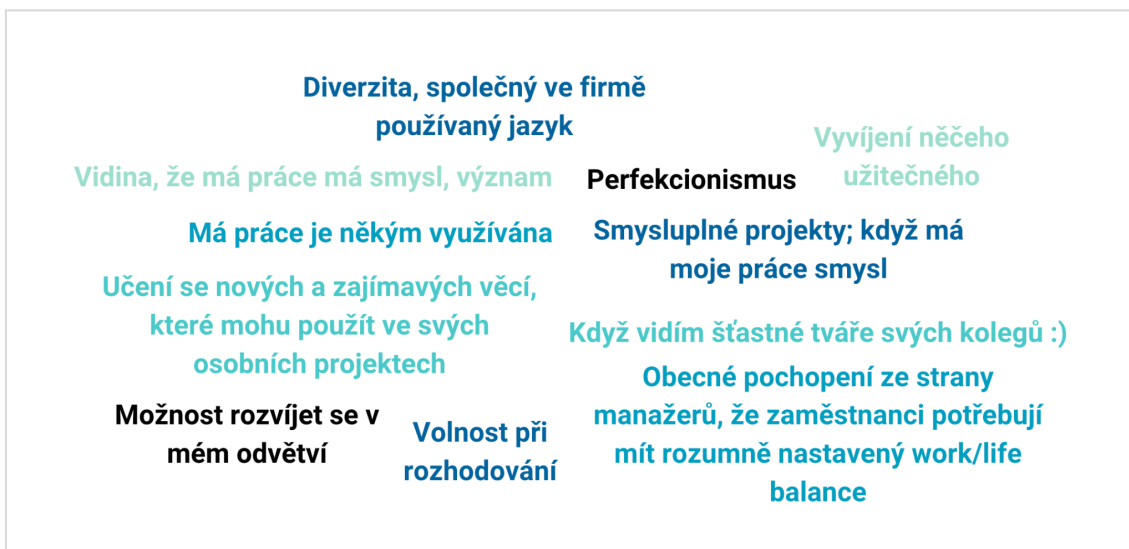 Diverzita, společný ve firmě
používaný jazyk
Vyvíjení něčeho
užitečného
Vidina, že má práce má smysl, význam
Perfekcionismus
Má práce je někým využívána
Smysluplné projekty; když má
moje práce smysl
Učení se nových a zajímavých věcí,
které mohu použít ve svých
osobních projektech
Když vidím šťastné tváře svých kolegů :)
Obecné pochopení ze strany
manažerů, že zaměstnanci potřebují
mít rozumně nastavený work/life
balance
Možnost rozvíjet se v
mém odvětví
Volnost při
rozhodování